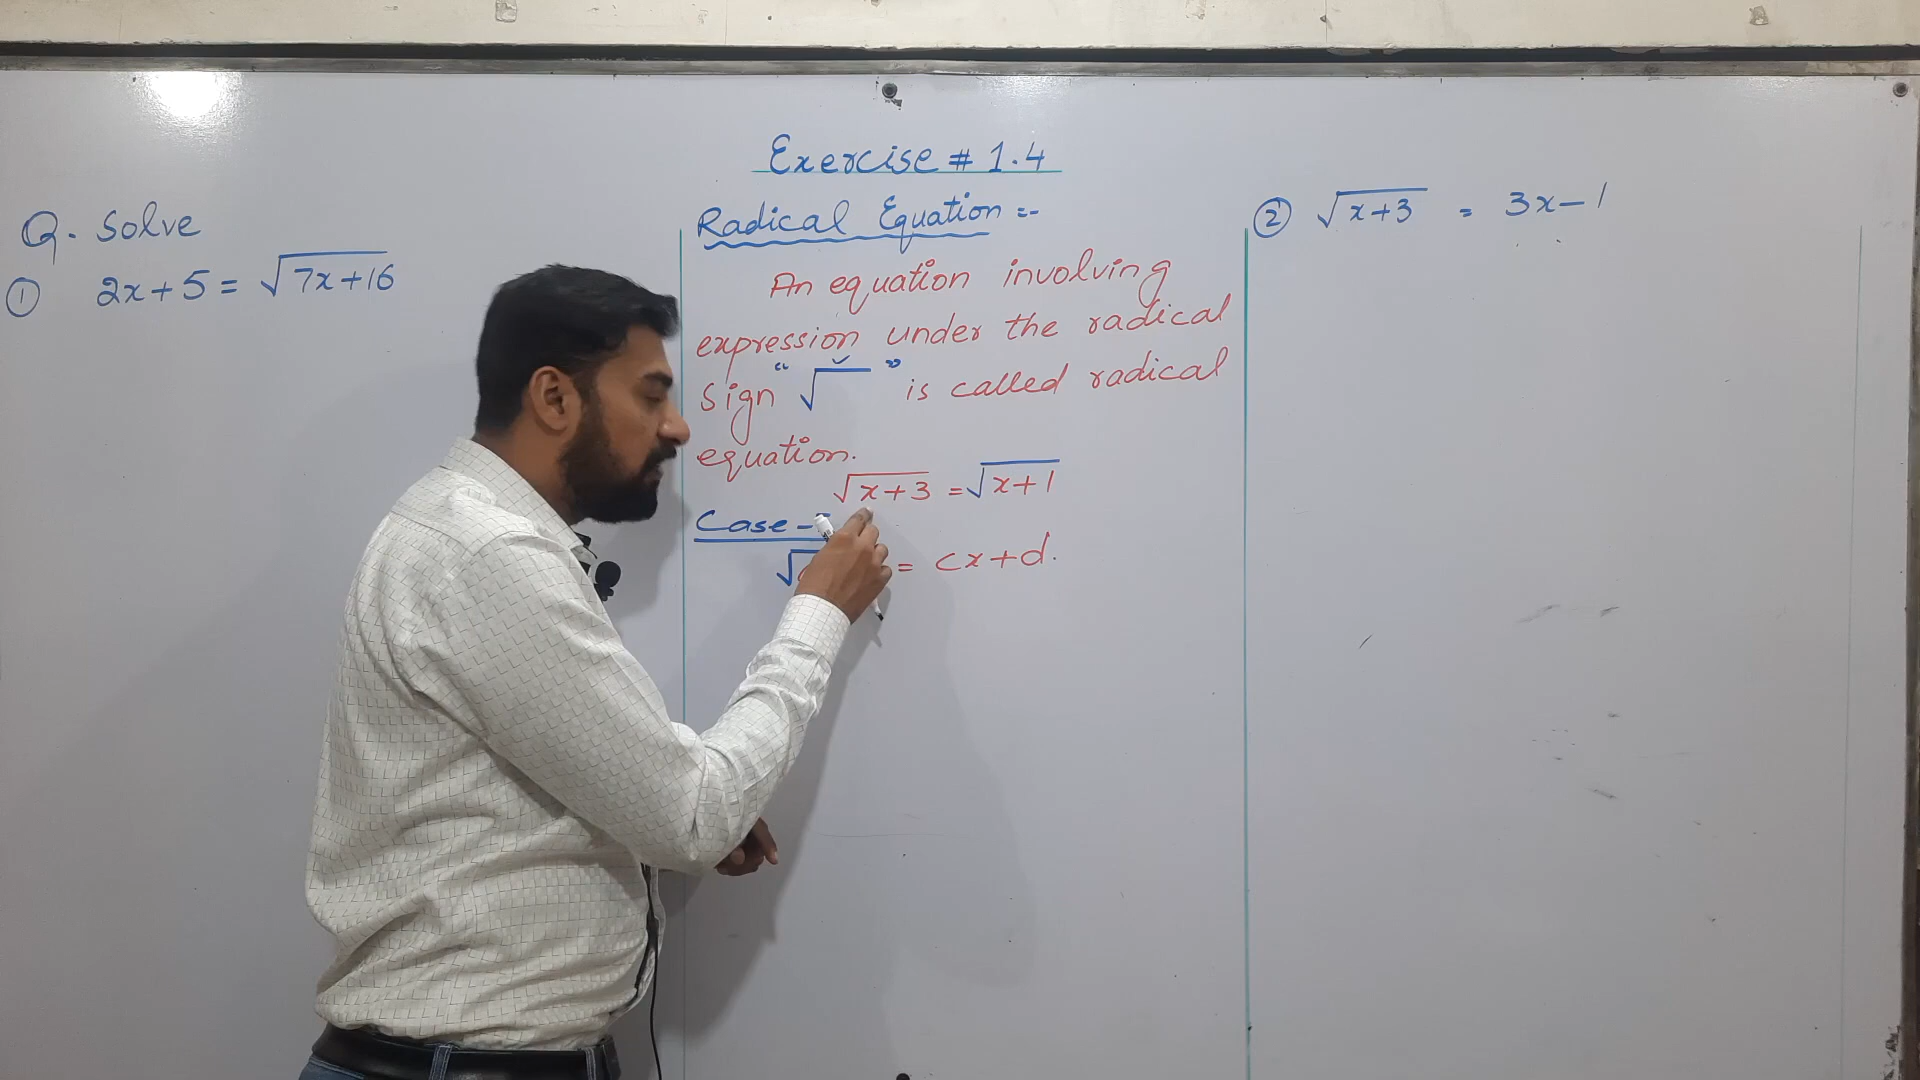 Exercise # 1.4
Q. Solve
① 2x+5 = √7x+16
Radical Equation :-
An equation involving
expression under the radical
Sign "√‾" is called radical
equation.
√x+3 = √x+1
Case -
√ = cx+d.
② √x+3 = 3x-1